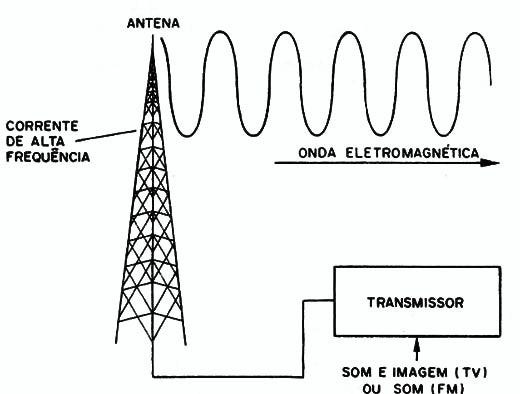 ANTENA
CORRENTE
DE ALTA
FREQUÊNCIA
ONDA ELETROMAGNÉTICA
TRANSMISSOR
SOM E IMAGEM (TV)
OU SOM (FM)